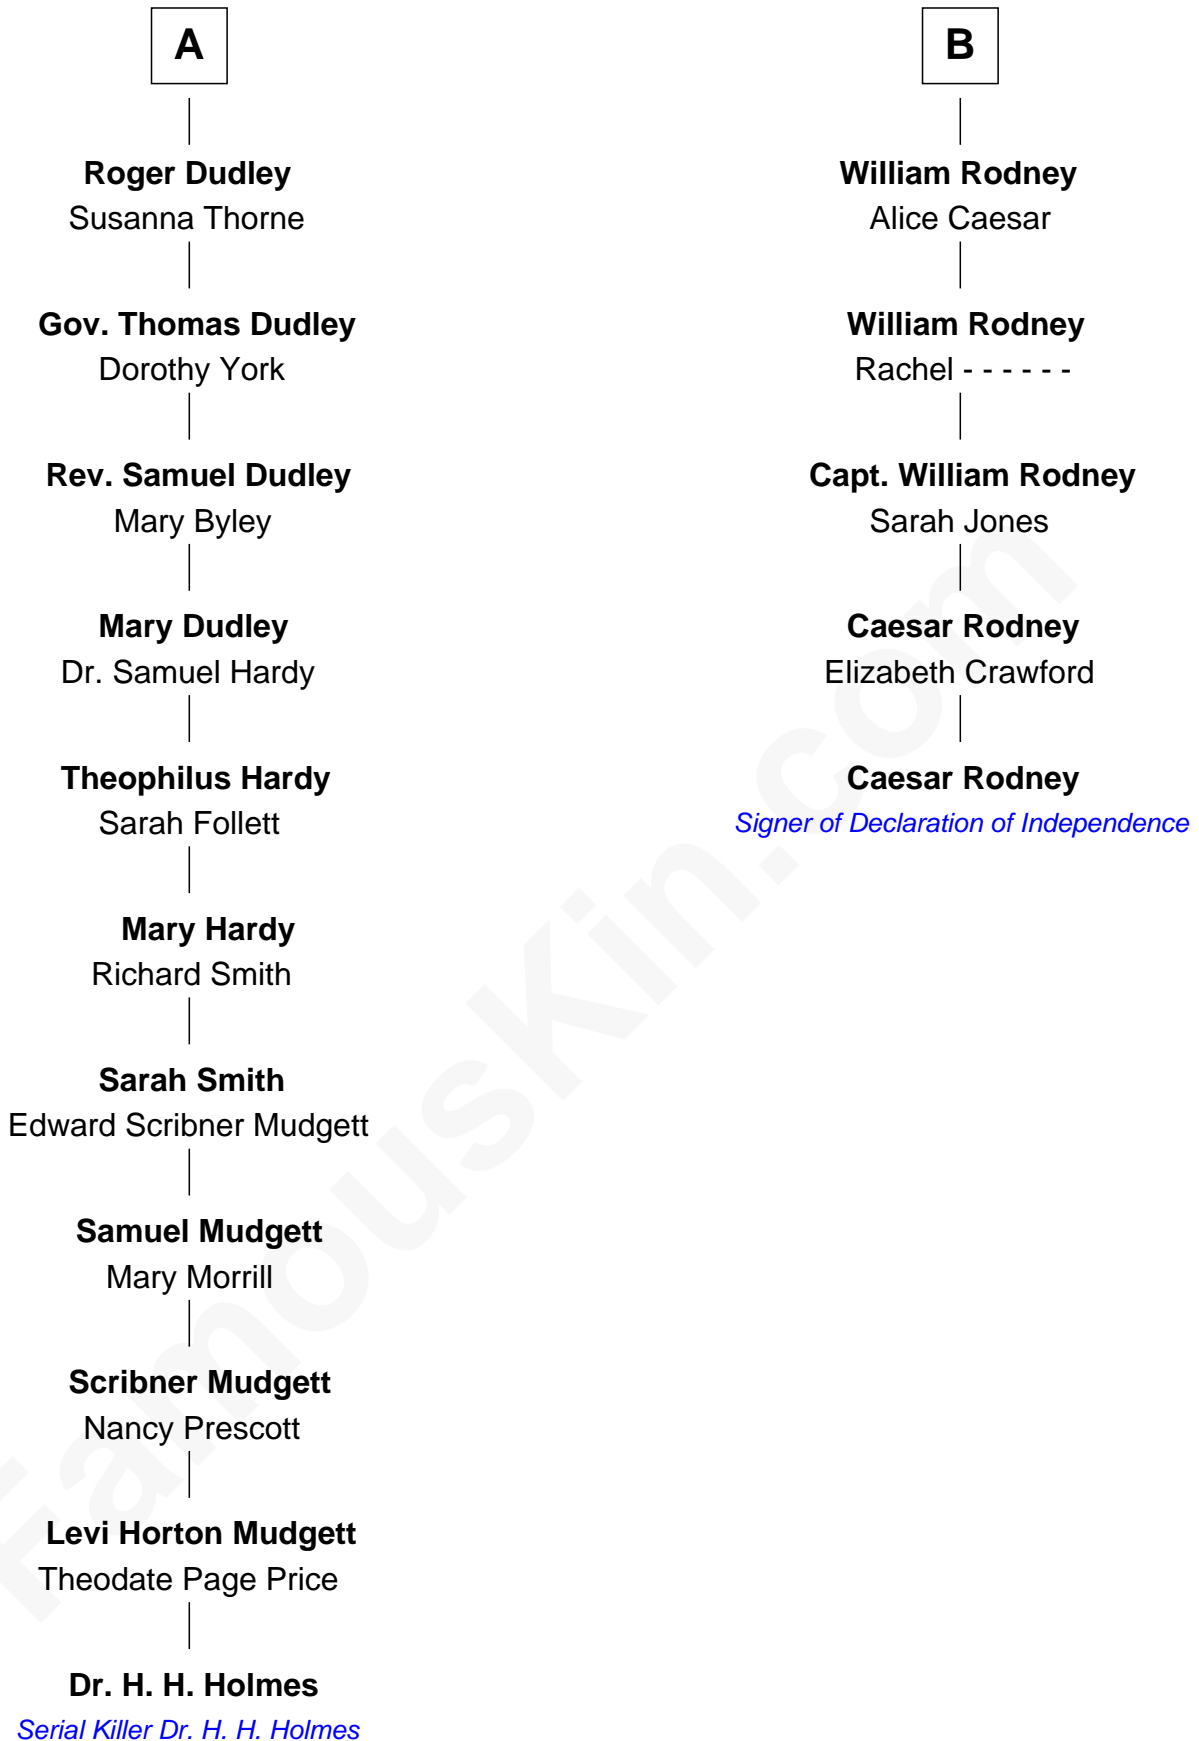 A
Roger Dudley
Susanna Thorne
Gov. Thomas Dudley
Dorothy York
Rev. Samuel Dudley
Mary Byley
Mary Dudley
Dr. Samuel Hardy
Theophilus Hardy
Sarah Follett
Mary Hardy
Richard Smith
Sarah Smith
Edward Scribner Mudgett
Samuel Mudgett
Mary Morrill
Scribner Mudgett
Nancy Prescott
Levi Horton Mudgett
Theodate Page Price
Dr. H. H. Holmes
Serial Killer Dr. H. H. Holmes
B
William Rodney
Alice Caesar
William Rodney
Rachel - - - - - -
Capt. William Rodney
Sarah Jones
Caesar Rodney
Elizabeth Crawford
Caesar Rodney
Signer of Declaration of Independence
FamousKin.com